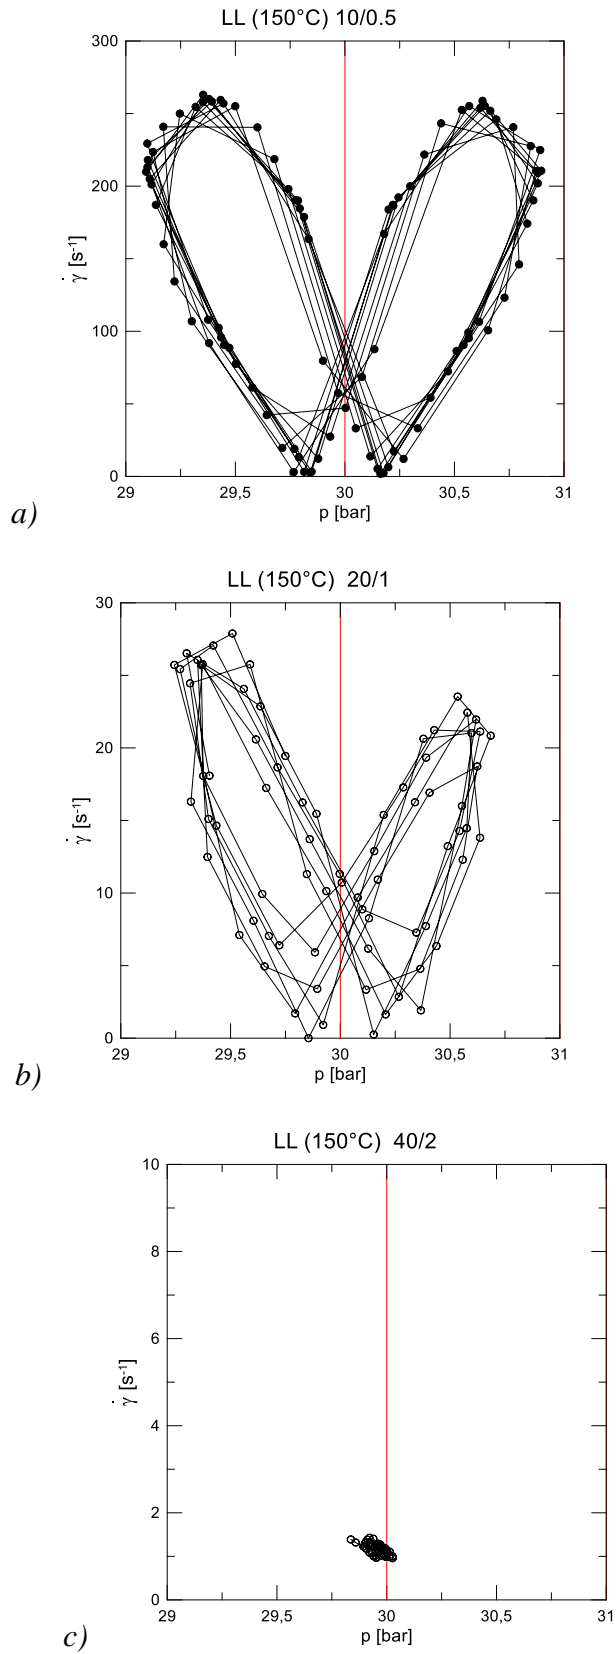 LL (150°C) 10/0.5
300
200
100
0
γ̇ [s⁻¹]
29
29,5
30
30,5
31
p [bar]
a)
LL (150°C) 20/1
30
20
10
0
γ̇ [s⁻¹]
29
29,5
30
30,5
31
p [bar]
b)
LL (150°C) 40/2
10
8
6
4
2
0
γ̇ [s⁻¹]
29
29,5
30
30,5
31
p [bar]
c)